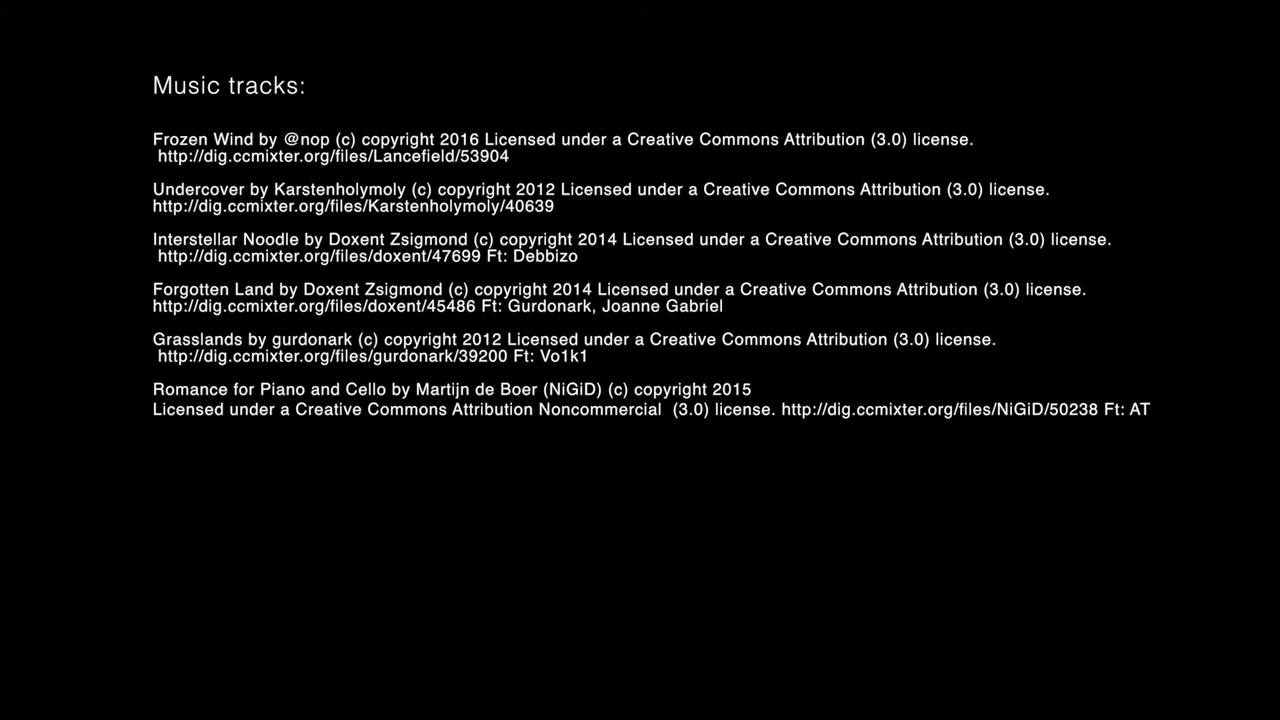 Music tracks:
Frozen Wind by @nop (c) copyright 2016 Licensed under a Creative Commons Attribution (3.0) license.
http://dig.ccmixter.org/files/Lancefield/53904
Undercover by Karstenholymoly (c) copyright 2012 Licensed under a Creative Commons Attribution (3.0) license.
http://dig.ccmixter.org/files/Karstenholymoly/40639
Interstellar Noodle by Doxent Zsigmond (c) copyright 2014 Licensed under a Creative Commons Attribution (3.0) license.
http://dig.ccmixter.org/files/doxent/47699 Ft: Debbizo
Forgotten Land by Doxent Zsigmond (c) copyright 2014 Licensed under a Creative Commons Attribution (3.0) license.
http://dig.ccmixter.org/files/doxent/45486 Ft: Gurdonark, Joanne Gabriel
Grasslands by gurdonark (c) copyright 2012 Licensed under a Creative Commons Attribution (3.0) license.
http://dig.ccmixter.org/files/gurdonark/39200 Ft: Vo1k1
Romance for Piano and Cello by Martijn de Boer (NiGiD) (c) copyright 2015
Licensed under a Creative Commons Attribution Noncommercial  (3.0) license. http://dig.ccmixter.org/files/NiGiD/50238 Ft: AT